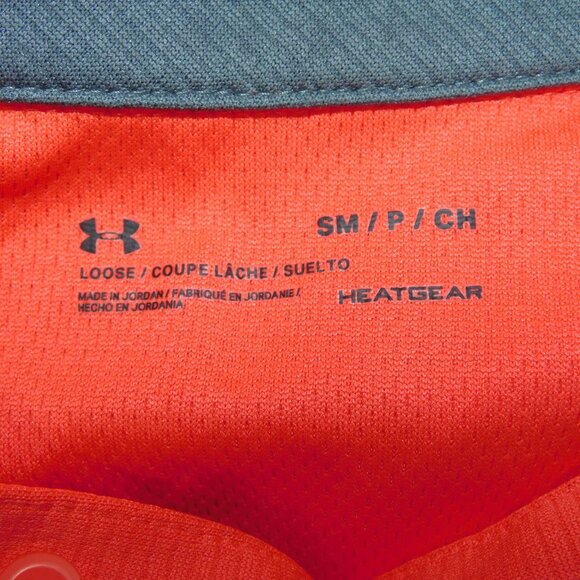 SM / P / CH
LOOSE / COUPE LÂCHE / SUELTO
MADE IN JORDAN / FABRIQUÉ EN JORDANIE /
HECHO EN JORDANIA
HEATGEAR